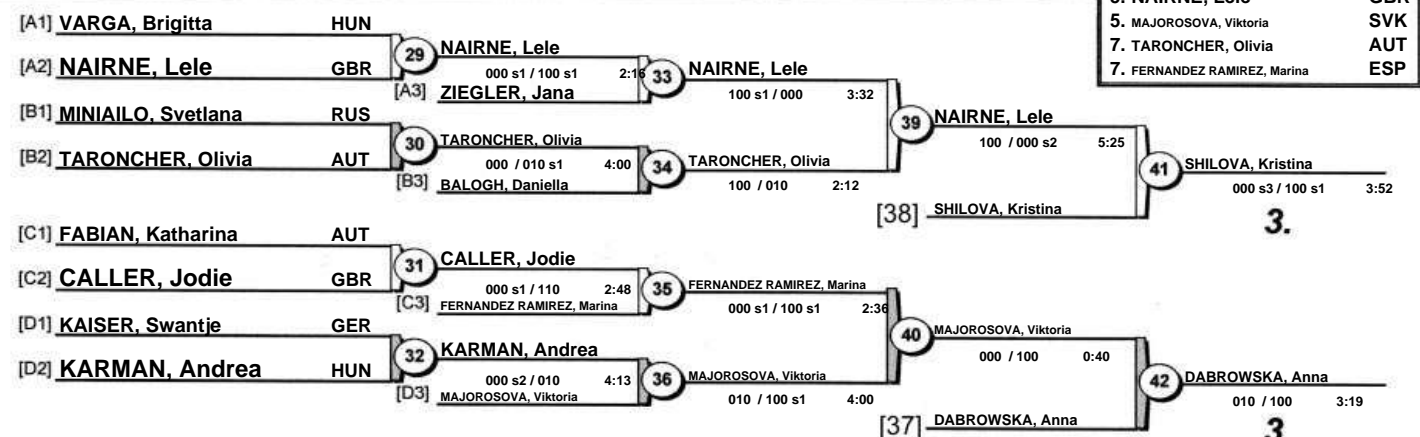 5. NAIRNE, Lele GBR
5. MAJOROSOVA, Viktoria SVK
7. TARONCHER, Olivia AUT
7. FERNANDEZ RAMIREZ, Marina ESP
[A1] VARGA, Brigitta HUN
29 NAIRNE, Lele
[A2] NAIRNE, Lele GBR
000 s1 / 100 s1 2:16
33 NAIRNE, Lele
[A3] ZIEGLER, Jana
100 s1 / 000 3:32
[B1] MINIAILO, Svetlana RUS
39 NAIRNE, Lele
30 TARONCHER, Olivia
100 / 000 s2 5:25
[B2] TARONCHER, Olivia AUT
000 / 010 s1 4:00
34 TARONCHER, Olivia
[B3] BALOGH, Daniella
100 / 010 2:12
41 SHILOVA, Kristina
000 s3 / 100 s1 3:52
[38] SHILOVA, Kristina
3.
[C1] FABIAN, Katharina AUT
31 CALLER, Jodie
[C2] CALLER, Jodie GBR
000 s1 / 110 2:48
35 FERNANDEZ RAMIREZ, Marina
[C3] FERNANDEZ RAMIREZ, Marina
000 s1 / 100 s1 2:36
[D1] KAISER, Swantje GER
40 MAJOROSOVA, Viktoria
32 KARMAN, Andrea
000 / 100 0:40
[D2] KARMAN, Andrea HUN
000 s2 / 010 4:13
36 MAJOROSOVA, Viktoria
[D3] MAJOROSOVA, Viktoria
010 / 100 s1 4:00
42 DABROWSKA, Anna
010 / 100 3:19
[37] DABROWSKA, Anna
3